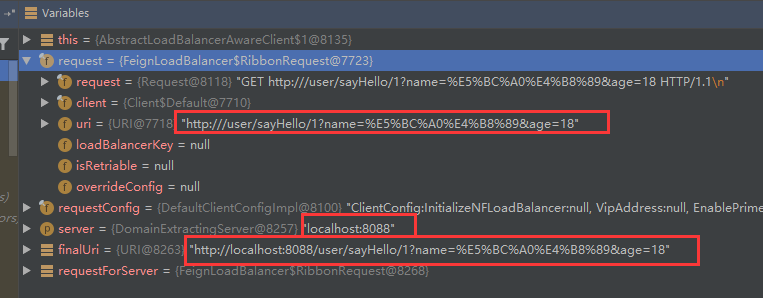 Variables
this = {AbstractLoadBalancerAwareClient$1@8135}
request = {FeignLoadBalancer$RibbonRequest@7723}
request = {Request@8118} "GET http:///user/sayHello/1?name=%E5%BC%A0%E4%B8%89&age=18 HTTP/1.1\n"
client = {Client$Default@7710}
uri = {URI@7718} "http:///user/sayHello/1?name=%E5%BC%A0%E4%B8%89&age=18"
loadBalancerKey = null
isRetriable = null
overrideConfig = null
requestConfig = {DefaultClientConfigImpl@8100} "ClientConfig:InitializeNFLoadBalancer:null, VipAddress:null, EnablePrime
server = {DomainExtractingServer@8257} "localhost:8088"
finalUri = {URI@8263} "http://localhost:8088/user/sayHello/1?name=%E5%BC%A0%E4%B8%89&age=18"
requestForServer = {FeignLoadBalancer$RibbonRequest@8268}